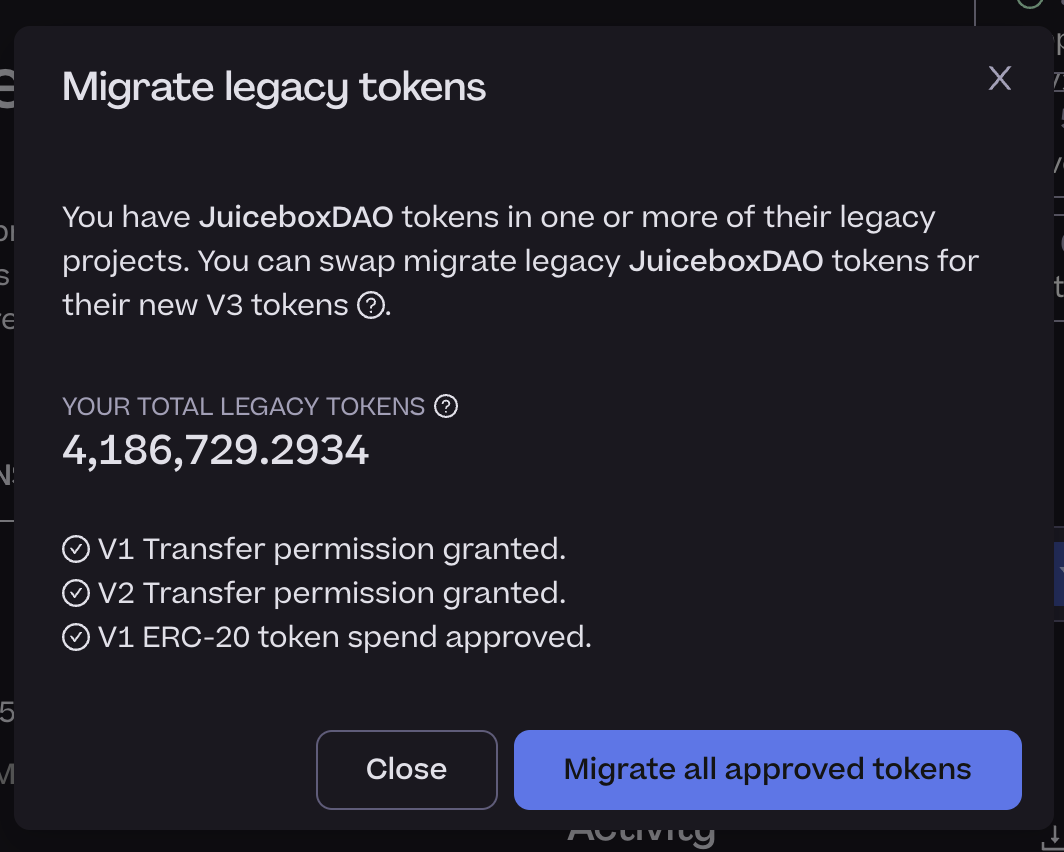 Migrate legacy tokens
You have JuiceboxDAO tokens in one or more of their legacy
projects. You can swap migrate legacy JuiceboxDAO tokens for
their new V3 tokens ?.
YOUR TOTAL LEGACY TOKENS ?
4,186,729.2934
V1 Transfer permission granted.
V2 Transfer permission granted.
V1 ERC-20 token spend approved.
Close
Migrate all approved tokens
Activity